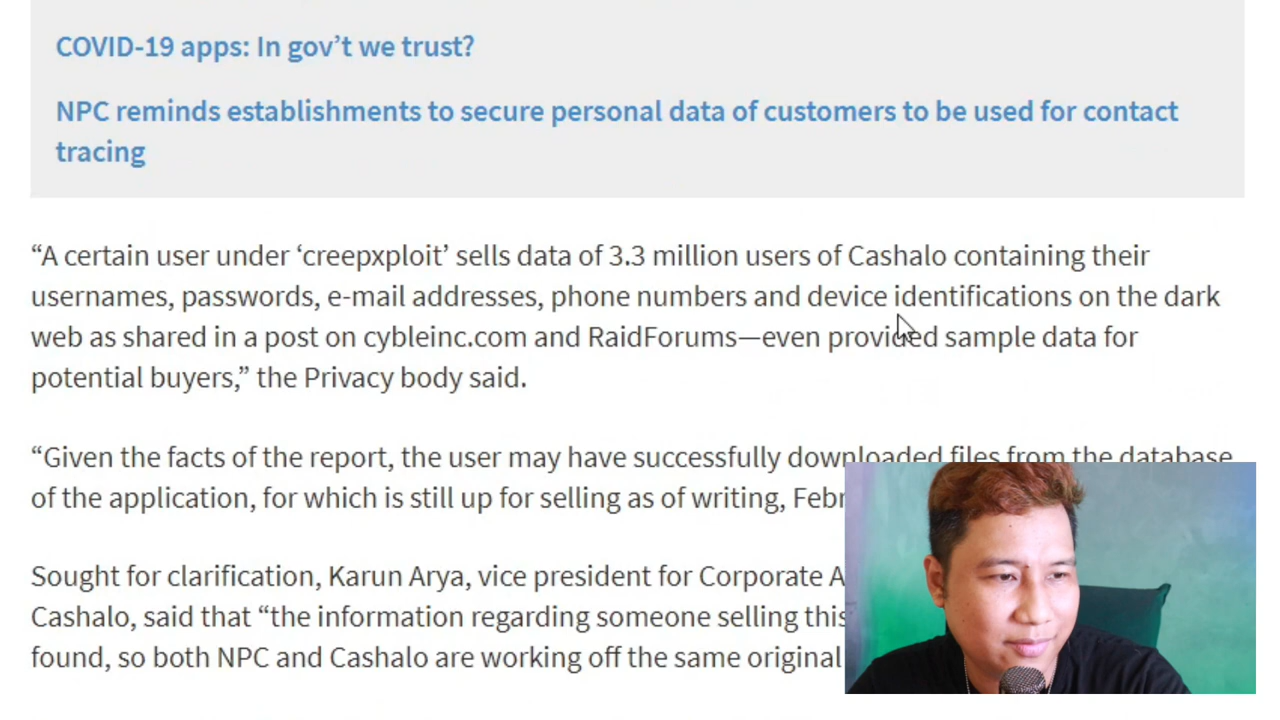 COVID-19 apps: In gov’t we trust?
NPC reminds establishments to secure personal data of customers to be used for contact
tracing
“A certain user under ‘creepxploit’ sells data of 3.3 million users of Cashalo containing their
usernames, passwords, e-mail addresses, phone numbers and device identifications on the dark
web as shared in a post on cybleinc.com and RaidForums—even provided sample data for
potential buyers,” the Privacy body said.
“Given the facts of the report, the user may have successfully downloaded files from the database
of the application, for which is still up for selling as of writing, Febr
Sought for clarification, Karun Arya, vice president for Corporate A
Cashalo, said that “the information regarding someone selling this
found, so both NPC and Cashalo are working off the same original